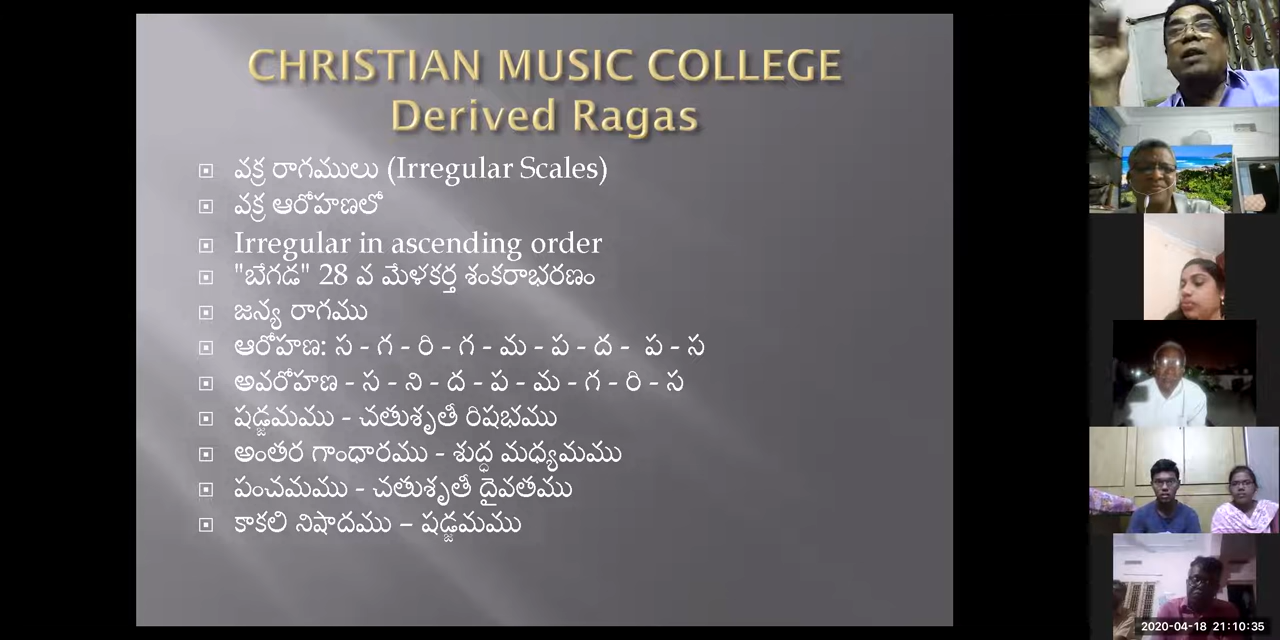 CHRISTIAN MUSIC COLLEGE
Derived Ragas
వక్ర రాగములు (Irregular Scales)
వక్ర ఆరోహణలో
Irregular in ascending order
"బేగడ" 28 వ మేళకర్త శంకరాభరణం
జన్య రాగము
ఆరోహణ: స - గ - రి - గ - మ - ప - ద - ప - స
అవరోహణ - స - ని - ద - ప - మ - గ - రి - స
షడ్జమము - చతుశృతీ రిషభము
అంతర గాంధారము - శుద్ధ మధ్యమము
పంచమము - చతుశృతీ దైవతము
కాకలి నిషాదము – షడ్జమము
2020-04-18 21:10:35